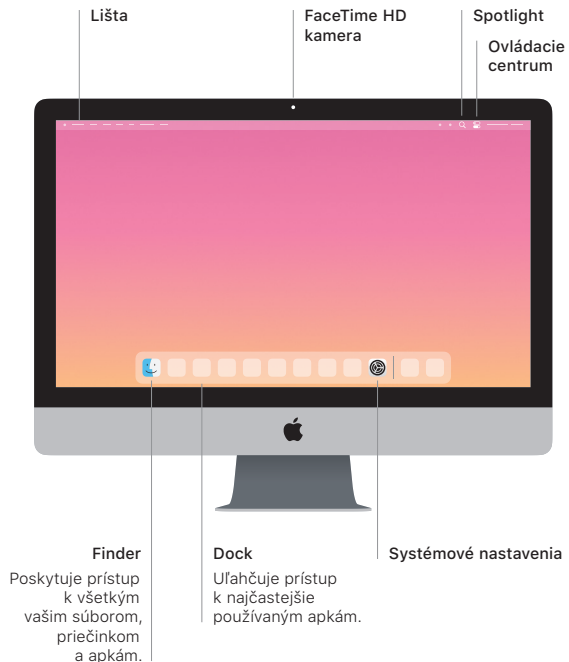 Lišta
FaceTime HD
kamera
Spotlight
Ovládacie
centrum
Finder
Poskytuje prístup
k všetkým
vašim súborom,
priečinkom
a apkám.
Dock
Uľahčuje prístup
k najčastejšie
používaným apkám.
Systémové nastavenia